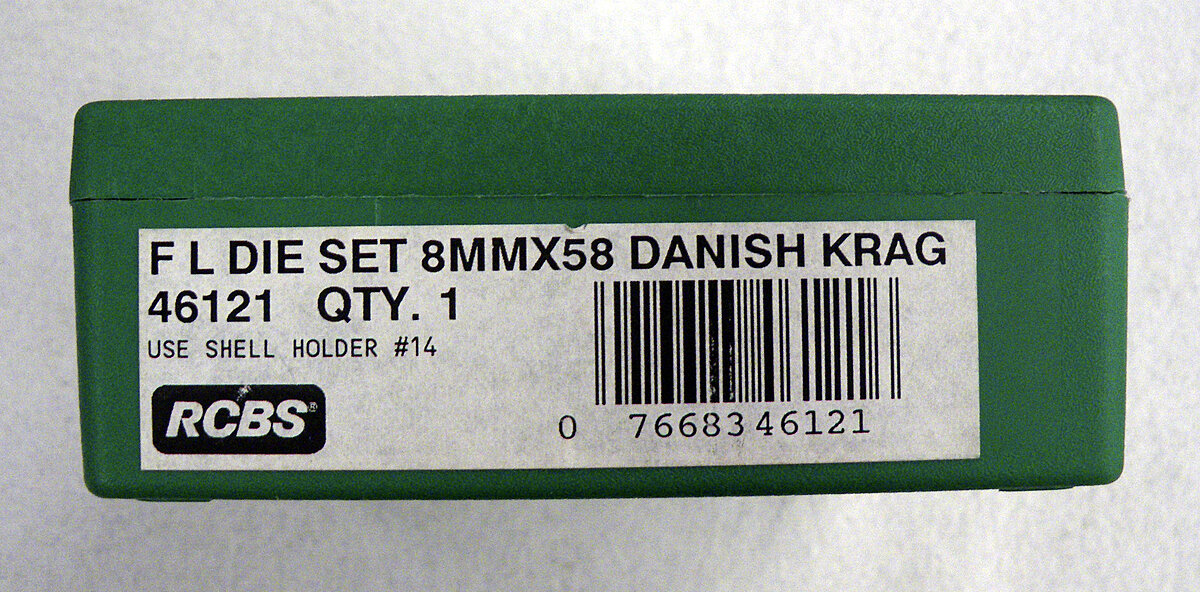 F L DIE SET 8MMX58 DANISH KRAG
46121 QTY. 1
USE SHELL HOLDER #14
RCBS®
0 76683 46121